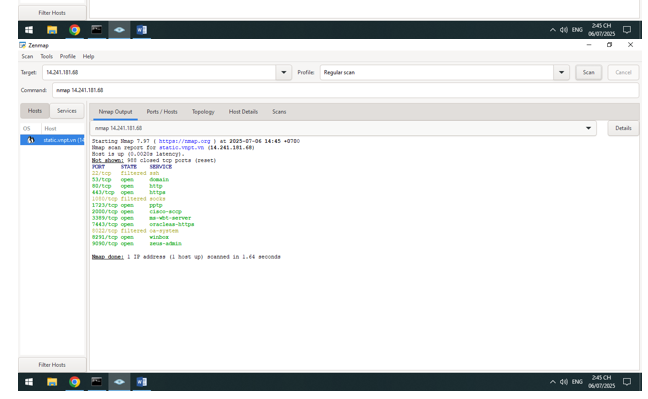 Filter Hosts
ENG
2:45 CH
06/07/2025
Zenmap
Scan Tools Profile Help
Target: 14.241.181.68 Profile: Regular scan Scan Cancel
Command: nmap 14.241.181.68
Hosts Services Nmap Output Ports / Hosts Topology Host Details Scans
OS Host nmap 14.241.181.68 Details
static.vnpt.vn (14
Starting Nmap 7.97 ( https://nmap.org ) at 2025-07-06 14:45 +0700
Nmap scan report for static.vnpt.vn (14.241.181.68)
Host is up (0.0020s latency).
Not shown: 988 closed tcp ports (reset)
PORT STATE SERVICE
22/tcp filtered ssh
53/tcp open domain
80/tcp open http
443/tcp open https
1080/tcp filtered socks
1723/tcp open pptp
2000/tcp open cisco-sccp
3389/tcp open ms-wbt-server
7443/tcp open oracleas-https
8022/tcp filtered oa-system
8291/tcp open winbox
9090/tcp open zeus-admin
Nmap done: 1 IP address (1 host up) scanned in 1.64 seconds
Filter Hosts
ENG
2:45 CH
06/07/2025